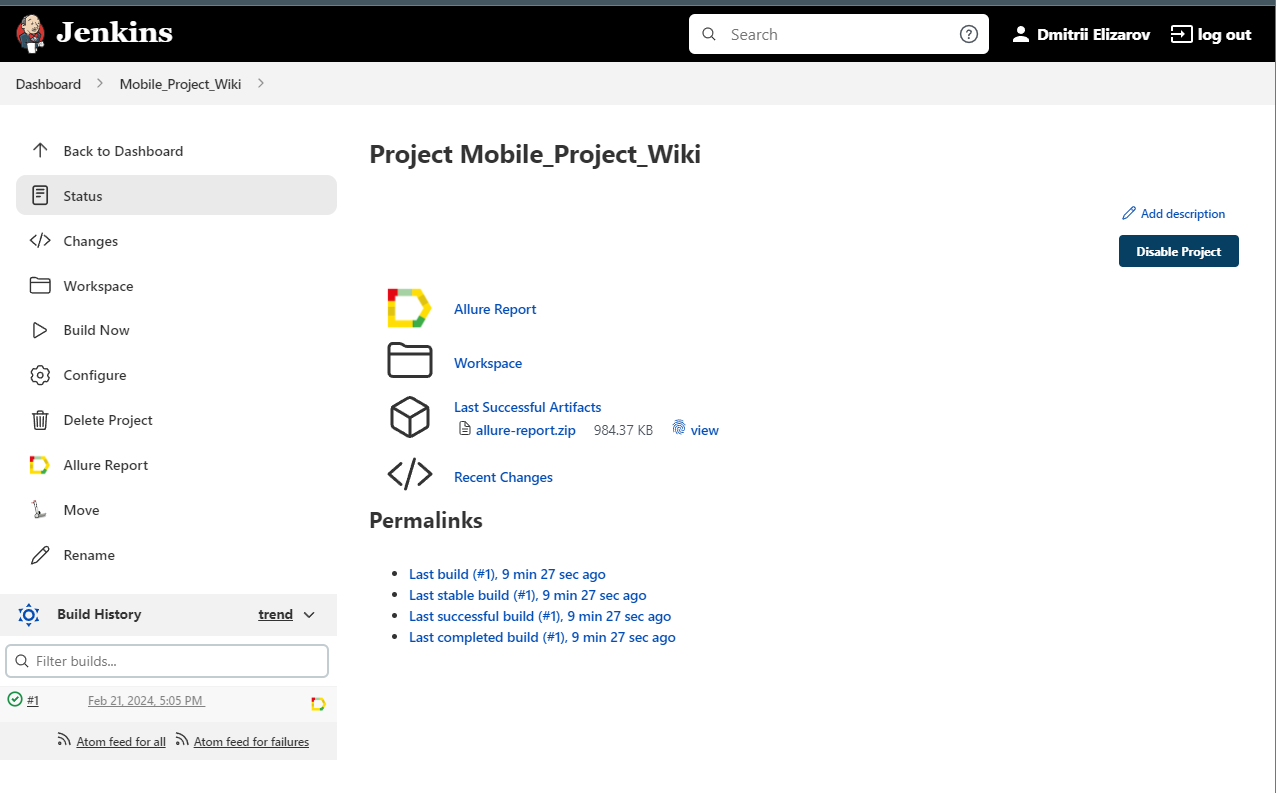 Jenkins
Search
Dmitrii Elizarov
log out
Dashboard
Mobile_Project_Wiki
Back to Dashboard
Status
Changes
Workspace
Build Now
Configure
Delete Project
Allure Report
Move
Rename
Build History
trend
Filter builds...
#1
Feb 21, 2024, 5:05 PM
Atom feed for all
Atom feed for failures
Project Mobile_Project_Wiki
Add description
Disable Project
Allure Report
Workspace
Last Successful Artifacts
allure-report.zip 984.37 KB view
Recent Changes
Permalinks
Last build (#1), 9 min 27 sec ago
Last stable build (#1), 9 min 27 sec ago
Last successful build (#1), 9 min 27 sec ago
Last completed build (#1), 9 min 27 sec ago